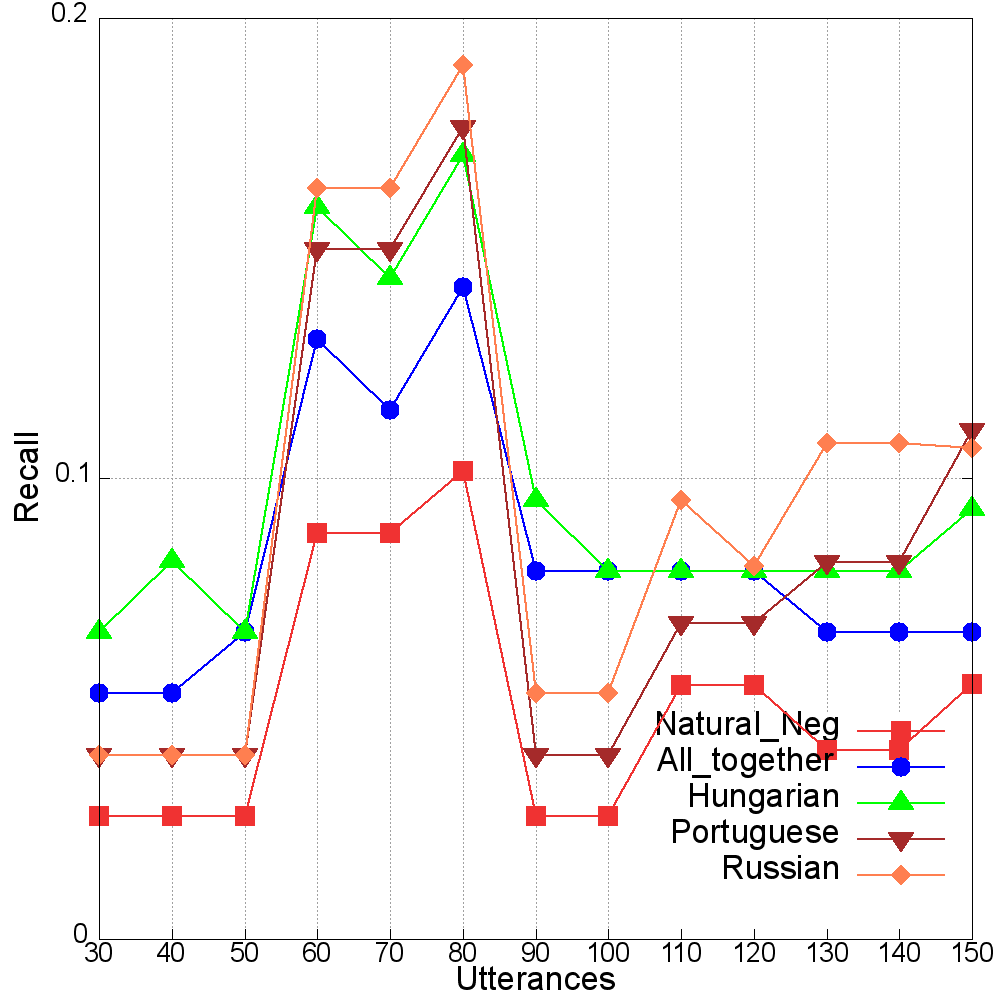 0.2
0.1
0
Recall
Natural_Neg
All_together
Hungarian
Portuguese
Russian
30 40 50 60 70 80 90 100 110 120 130 140 150
Utterances